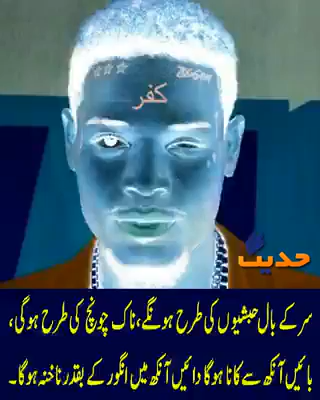 کفر
حدیث
سر کے بال حبشیوں کی طرح ہونگے، ناک چونچ کی طرح ہوگی،
بائیں آنکھ سے کانا ہوگا دائیں آنکھ میں انگور کے بقدر ناخنہ ہوگا۔